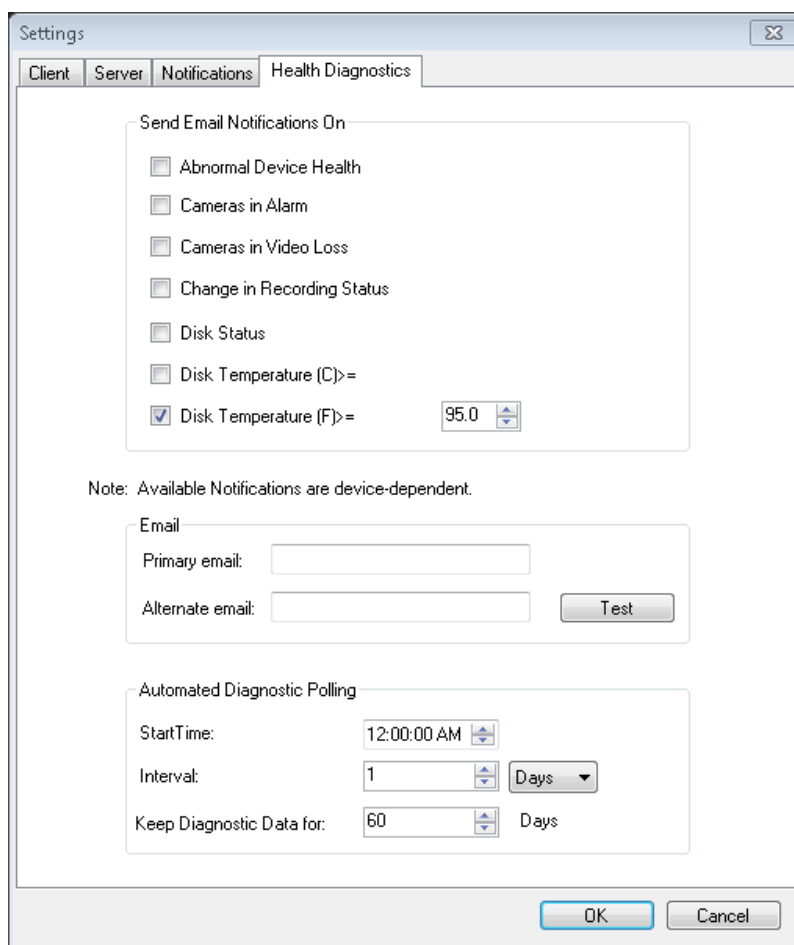 Settings
Client Server Notifications Health Diagnostics
Send Email Notifications On
Abnormal Device Health
Cameras in Alarm
Cameras in Video Loss
Change in Recording Status
Disk Status
Disk Temperature (C)>=
Disk Temperature (F)>= 95.0
Note: Available Notifications are device-dependent.
Email
Primary email:
Alternate email: Test
Automated Diagnostic Polling
StartTime: 12:00:00 AM
Interval: 1 Days
Keep Diagnostic Data for: 60 Days
OK Cancel